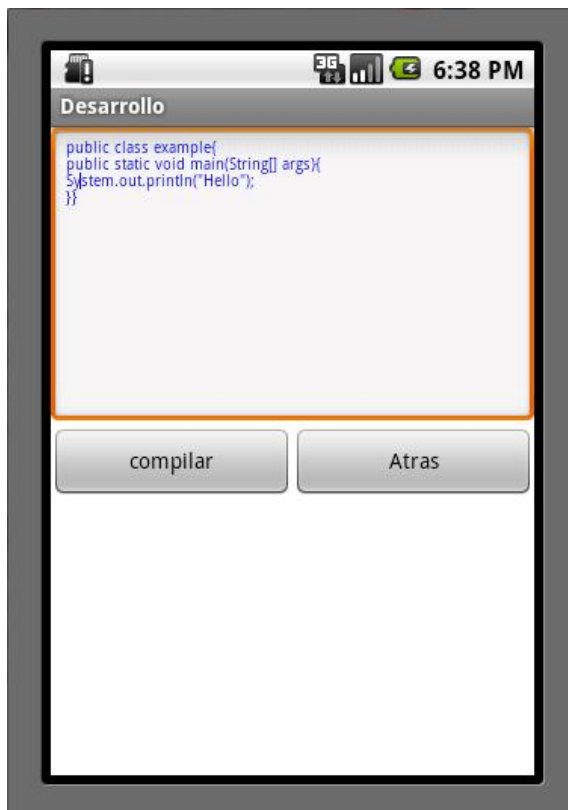 3G 6:38 PM
Desarrollo
public class example{
public static void main(String[] args){
System.out.println("Hello");
}}
compilar Atras